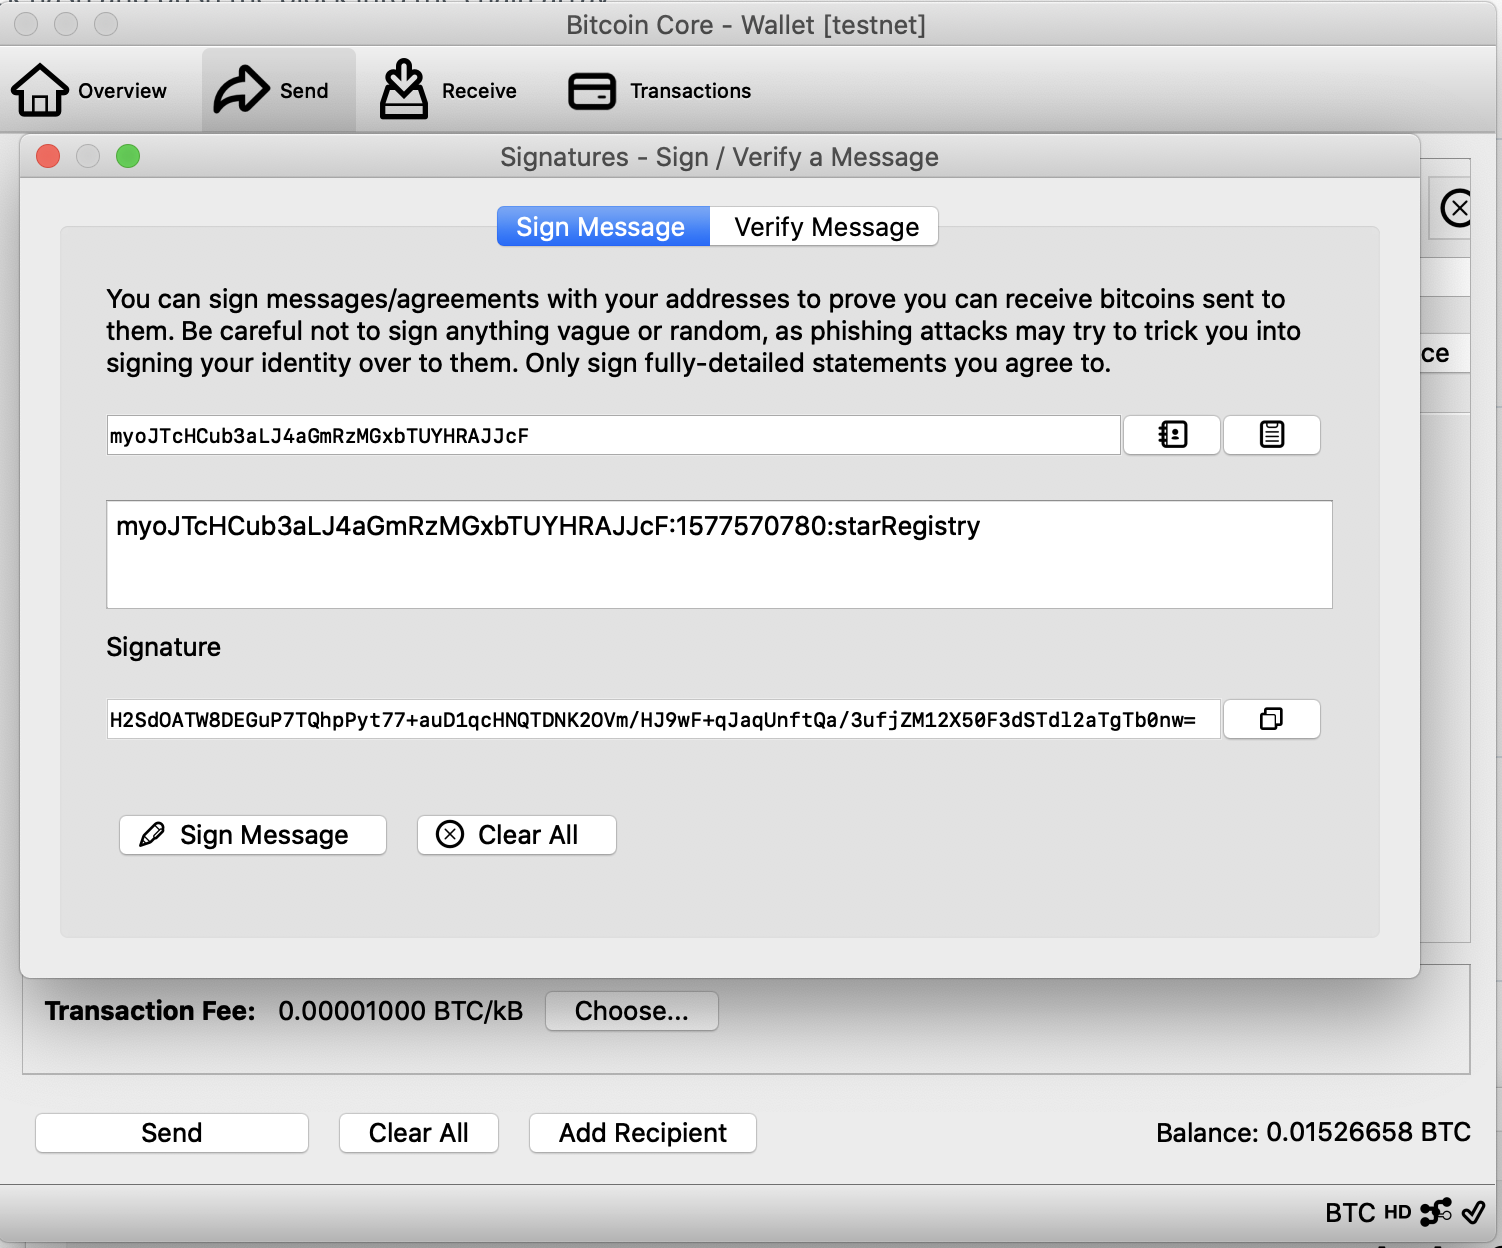 Bitcoin Core - Wallet [testnet]
Overview
Send
Receive
Transactions
Signatures - Sign / Verify a Message
Sign Message
Verify Message
You can sign messages/agreements with your addresses to prove you can receive bitcoins sent to
them. Be careful not to sign anything vague or random, as phishing attacks may try to trick you into
signing your identity over to them. Only sign fully-detailed statements you agree to.
ce
myoJTcHCub3aLJ4aGmRzMGxbTUYHRAJJcF
myoJTcHCub3aLJ4aGmRzMGxbTUYHRAJJcF:1577570780:starRegistry
Signature
H2SdOATW8DEGuP7TQhpPyt77+auD1qcHNQTDNK2OVm/HJ9wF+qJaqUnftQa/3ufjZM12X50F3dSTdl2aTgTb0nw=
Sign Message
Clear All
Transaction Fee: 0.00001000 BTC/kB
Choose...
Send
Clear All
Add Recipient
Balance: 0.01526658 BTC
BTC HD